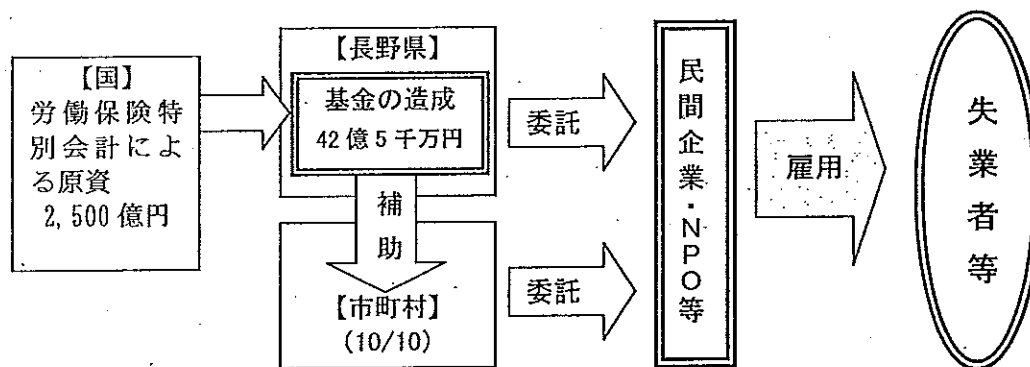 【国】
労働保険特
別会計によ
る原資
2,500億円
【長野県】
基金の造成
42億5千万円
補助
【市町村】
(10/10)
委託
委託
民間企業・NPO等
雇用
失業者等